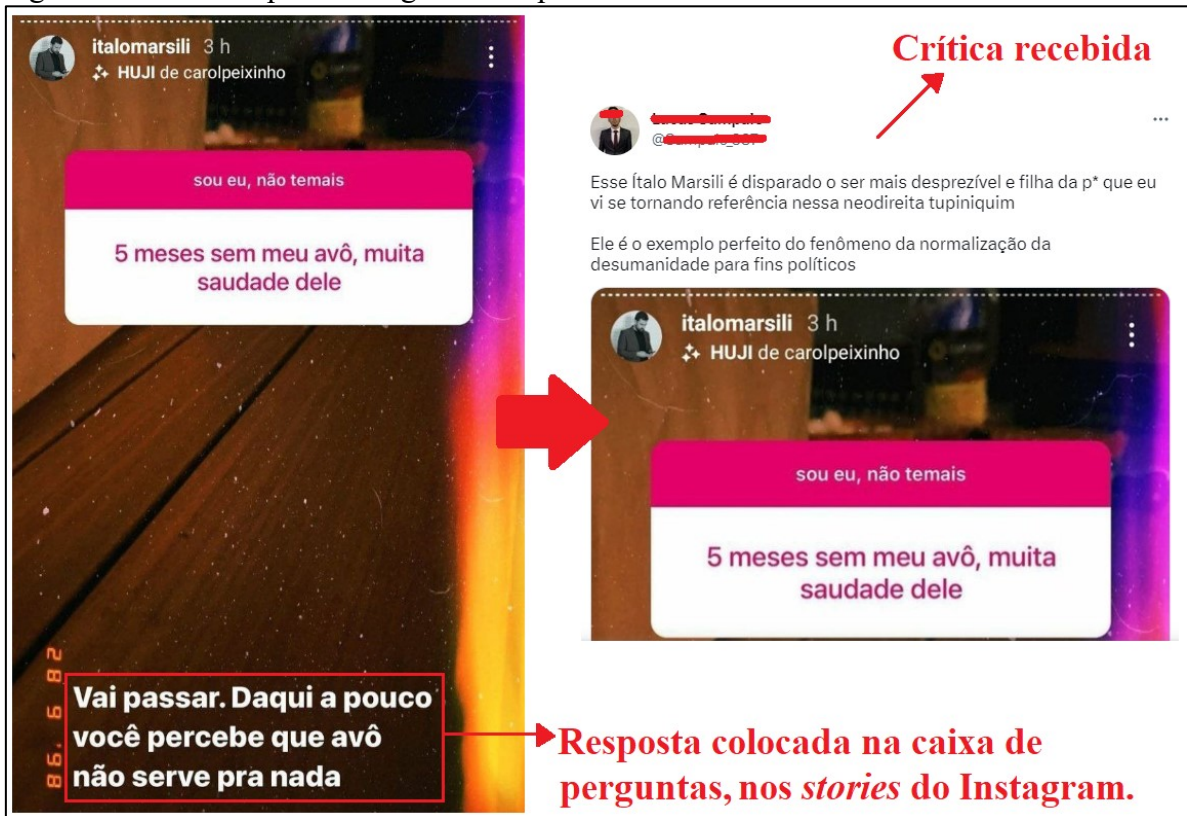 italomarsili 3 h
HUJI de carolpeixinho
sou eu, não temais
5 meses sem meu avô, muita
saudade dele
Vai passar. Daqui a pouco
você percebe que avô
não serve pra nada
Crítica recebida
Esse Ítalo Marsili é disparado o ser mais desprezível e filha da p* que eu
vi se tornando referência nessa neodireita tupiniquim
Ele é o exemplo perfeito do fenômeno da normalização da
desumanidade para fins políticos
italomarsili 3 h
HUJI de carolpeixinho
sou eu, não temais
5 meses sem meu avô, muita
saudade dele
Resposta colocada na caixa de
perguntas, nos stories do Instagram.